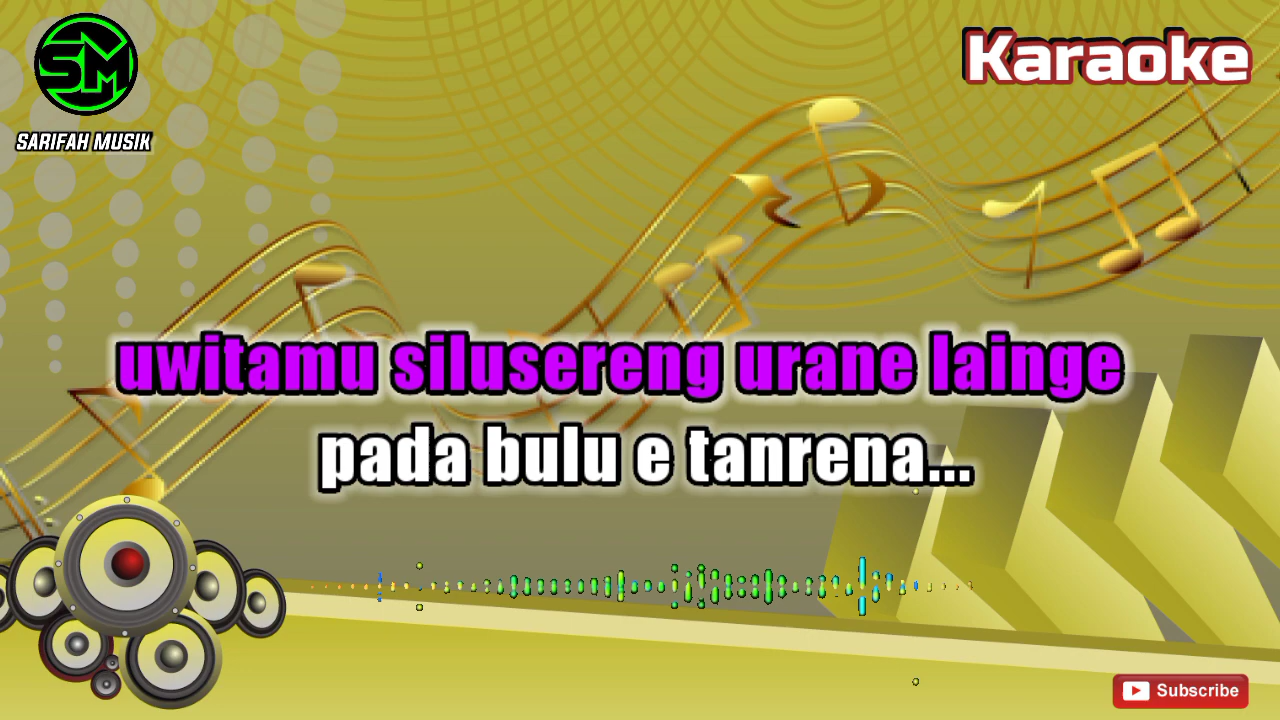 SM
SARIFAH MUSIK
Karaoke
uwitamu silusereng urane lainge
pada bulu e tanrena...
Subscribe